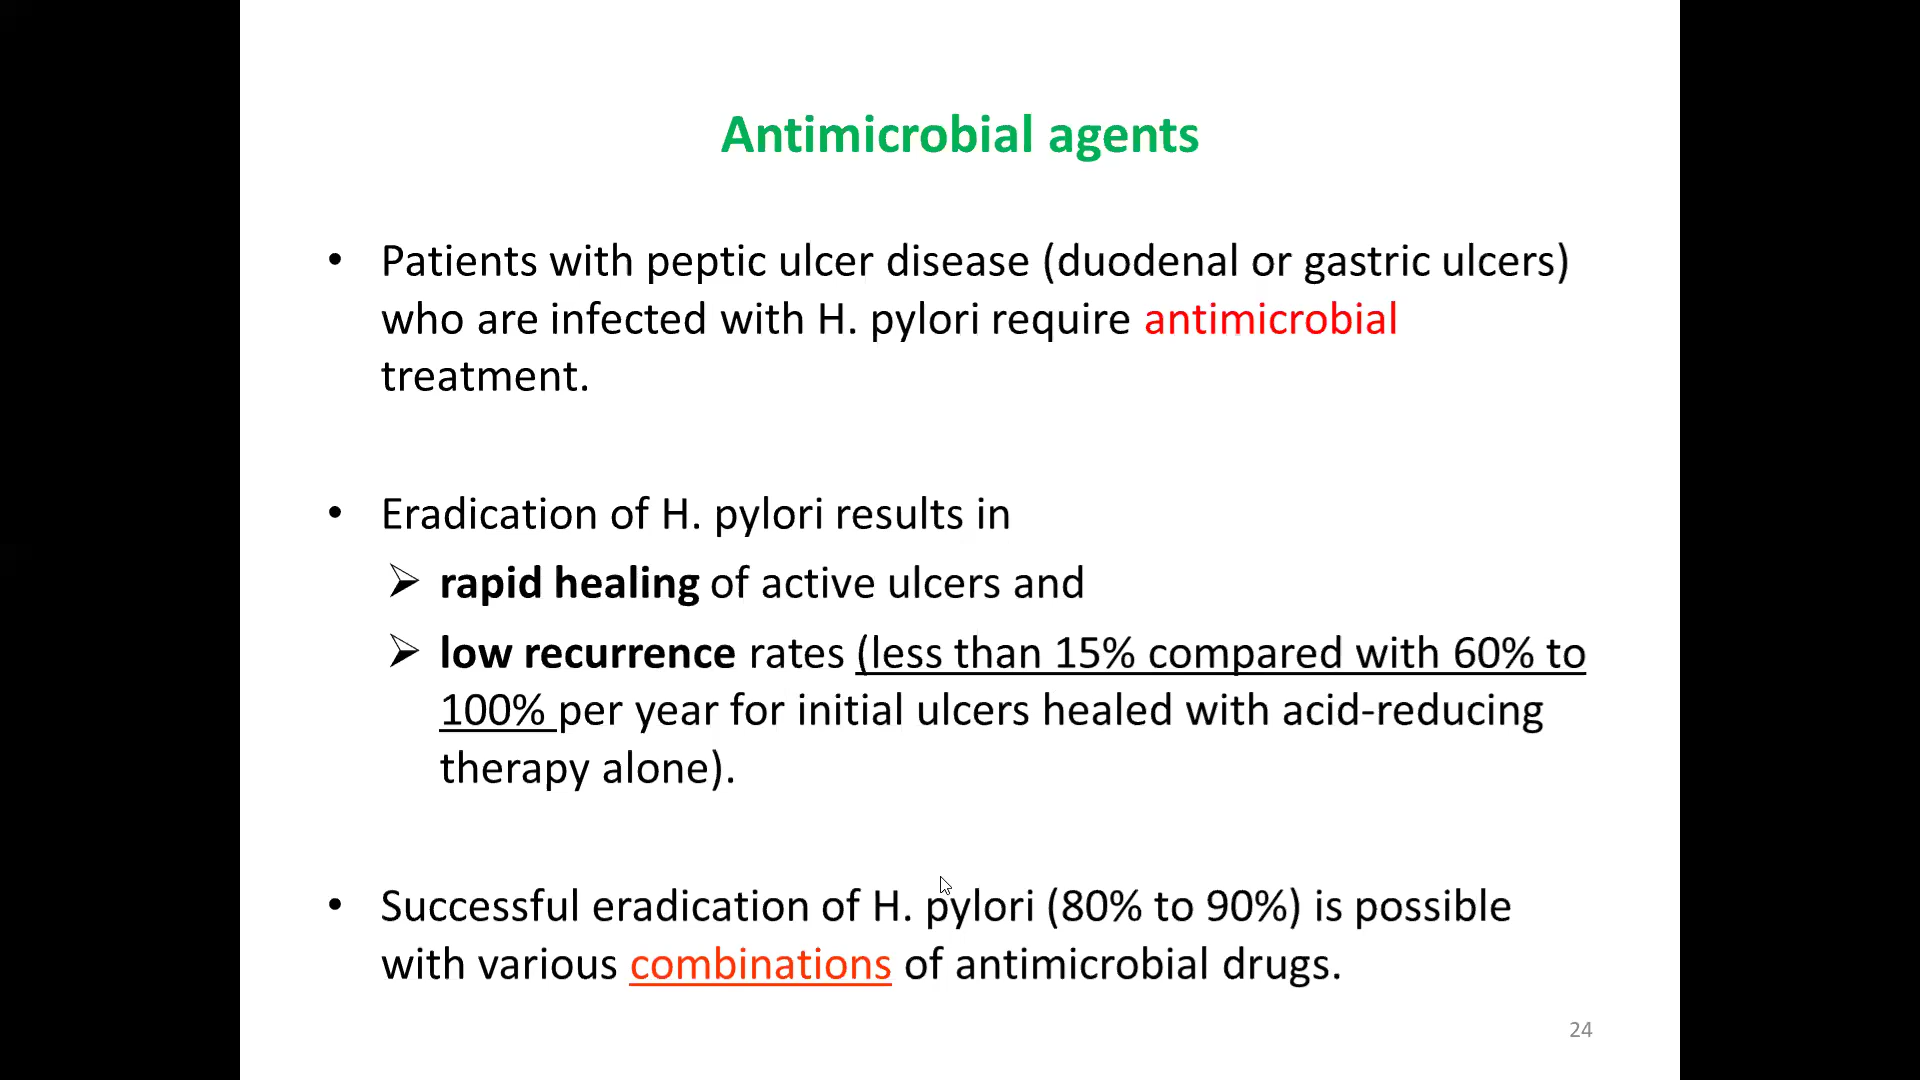 Antimicrobial agents
• Patients with peptic ulcer disease (duodenal or gastric ulcers)
who are infected with H. pylori require antimicrobial
treatment.
• Eradication of H. pylori results in
➢ rapid healing of active ulcers and
➢ low recurrence rates (less than 15% compared with 60% to
100% per year for initial ulcers healed with acid-reducing
therapy alone).
• Successful eradication of H. pylori (80% to 90%) is possible
with various combinations of antimicrobial drugs.
24